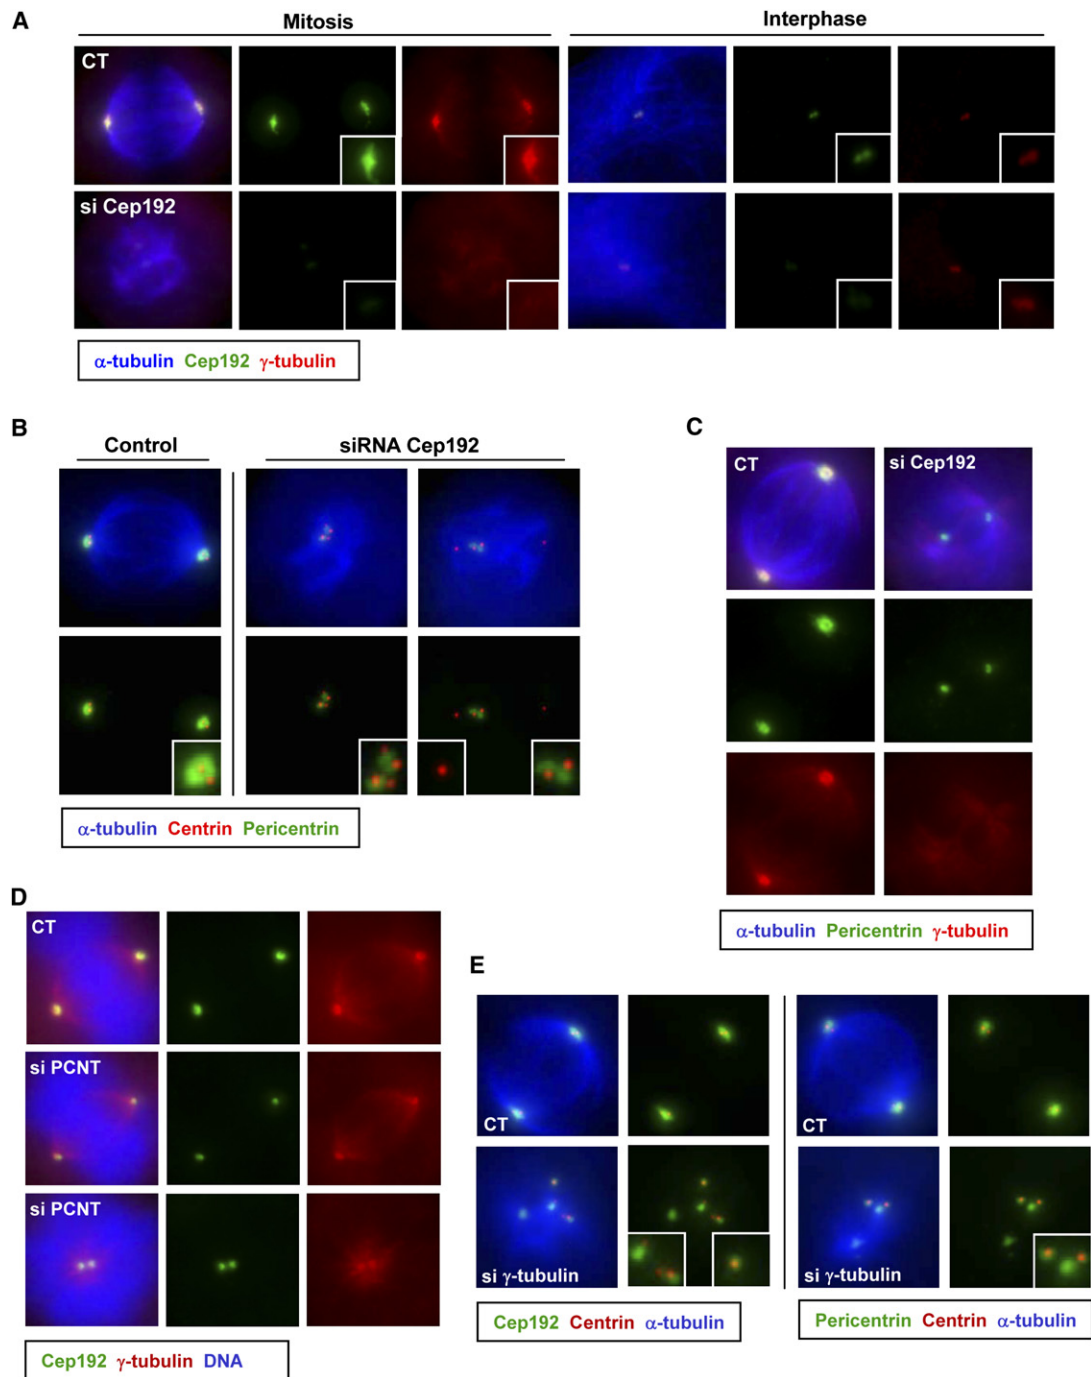 A
Mitosis
Interphase
CT
si Cep192
α-tubulin Cep192 γ-tubulin
B
Control
siRNA Cep192
α-tubulin Centrin Pericentrin
C
CT
si Cep192
α-tubulin Pericentrin γ-tubulin
D
CT
si PCNT
si PCNT
Cep192 γ-tubulin DNA
E
CT
si γ-tubulin
Cep192 Centrin α-tubulin
CT
si γ-tubulin
Pericentrin Centrin α-tubulin